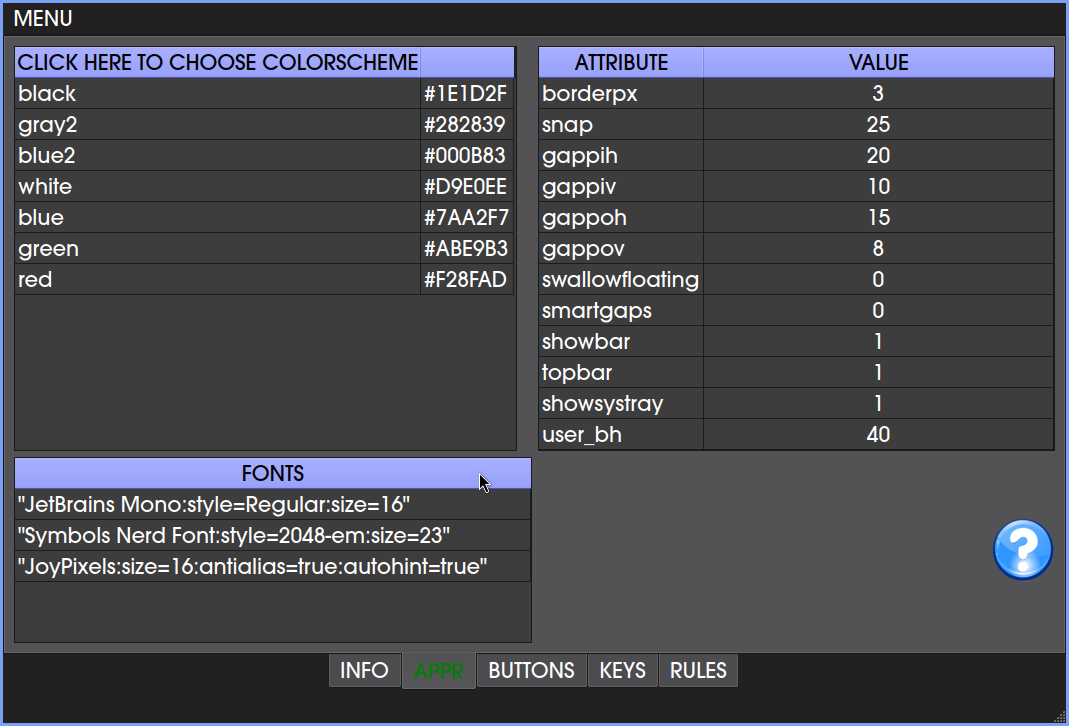 MENU
CLICK HERE TO CHOOSE COLORSCHEME
black #1E1D2F
gray2 #282839
blue2 #000B83
white #D9E0EE
blue #7AA2F7
green #ABE9B3
red #F28FAD
ATTRIBUTE VALUE
borderpx 3
snap 25
gappih 20
gappiv 10
gappoh 15
gappov 8
swallowfloating 0
smartgaps 0
showbar 1
topbar 1
showsystray 1
user_bh 40
FONTS
"JetBrains Mono:style=Regular:size=16"
"Symbols Nerd Font:style=2048-em:size=23"
"JoyPixels:size=16:antialias=true:autohint=true"
?
INFO APPR BUTTONS KEYS RULES